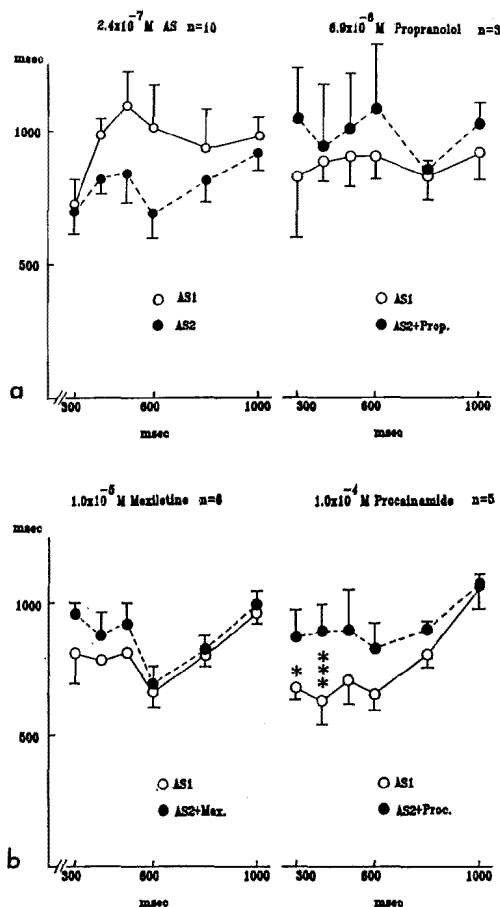 2.4x10⁻⁷ M AS n=10
6.9x10⁻⁶ Propranolol n=3
msec
1000
500
AS1
AS2
AS1
AS2+Prop.
a
300 600 1000
msec
300 600 1000
msec
1.0x10⁻⁵ M Mexiletine n=6
1.0x10⁻⁴ M Procainamide n=5
msec
1000
500
*
***
AS1
AS2+Mex.
AS1
AS2+Proc.
b
300 600 1000
msec
300 600 1000
msec